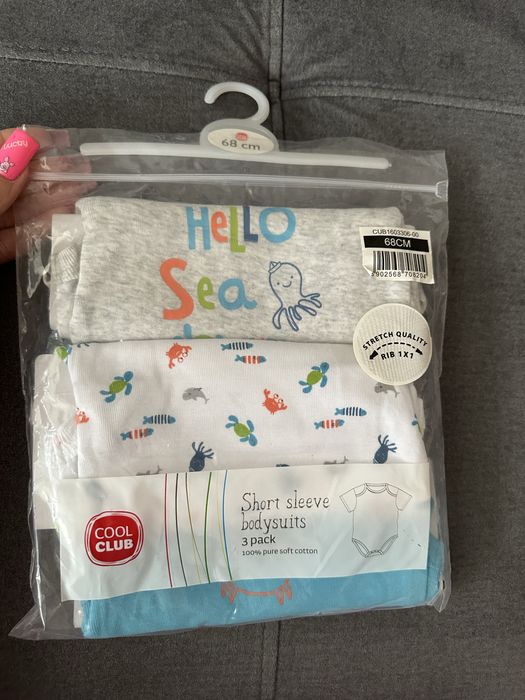 68 cm
HELLO
Sea
CUB1603306-00
68CM
STRETCH QUALITY
RIB 1X1
COOL
CLUB
Short sleeve
bodysuits
3 pack
100% pure soft cotton